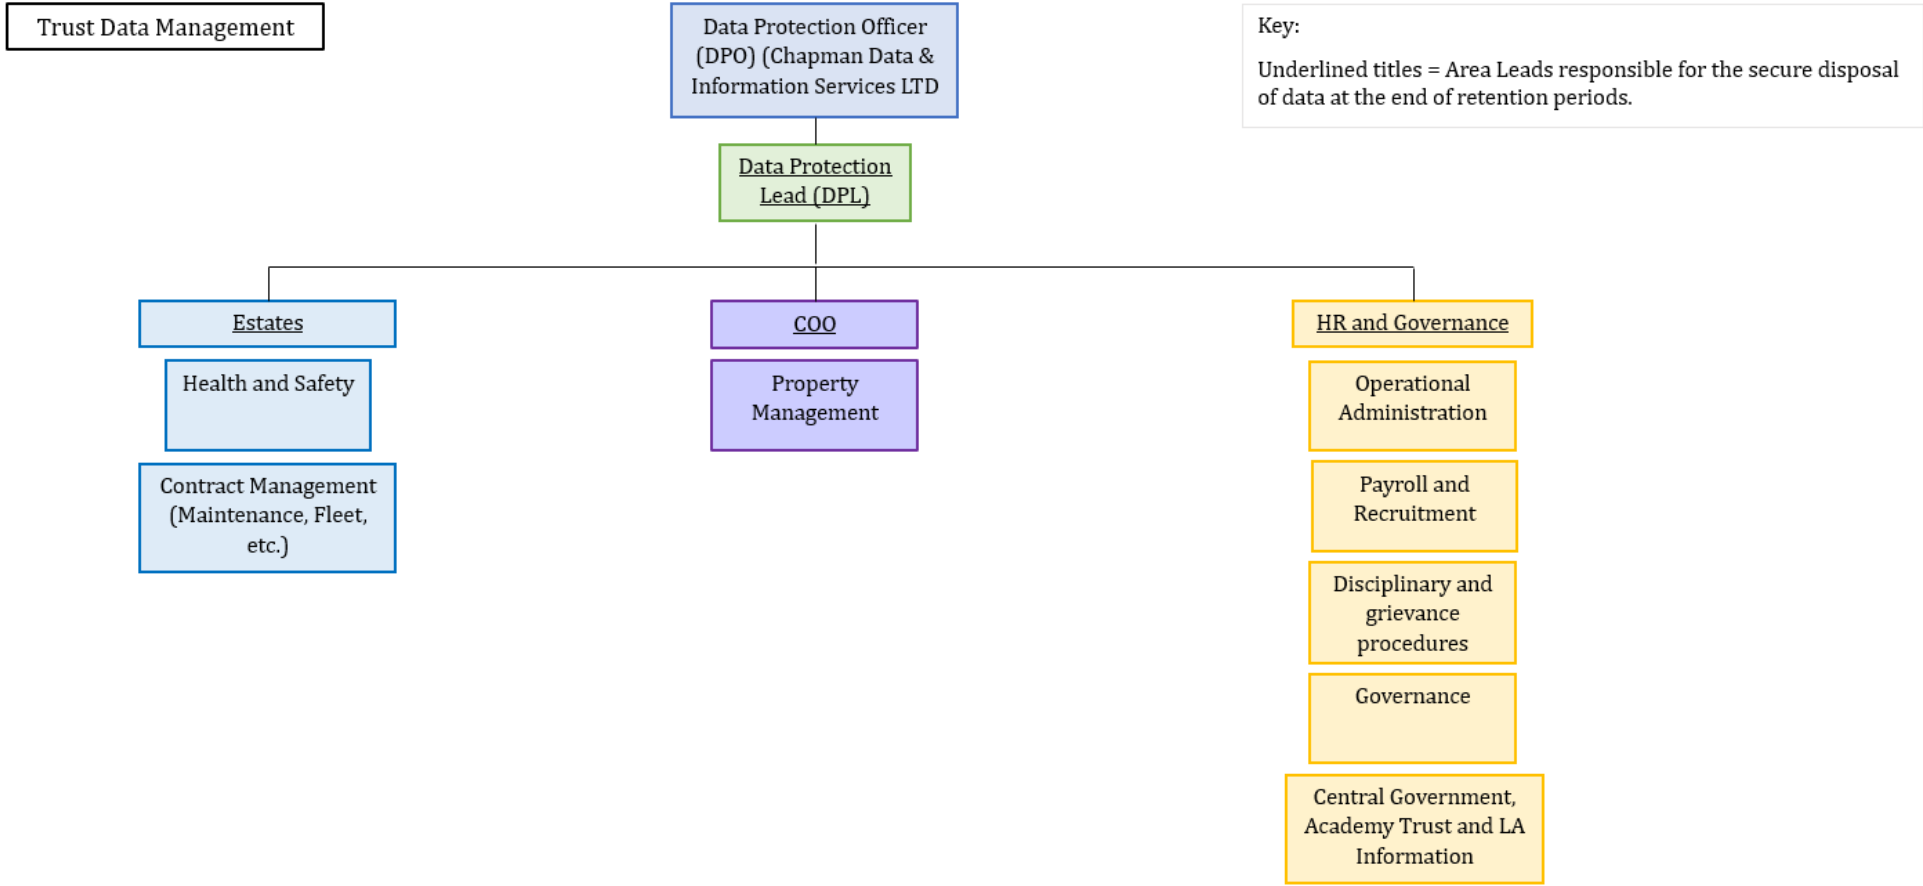 Trust Data Management
Data Protection Officer
(DPO) (Chapman Data &
Information Services LTD
Key:
Underlined titles = Area Leads responsible for the secure disposal
of data at the end of retention periods.
Data Protection
Lead (DPL)
Estates
Health and Safety
Contract Management
(Maintenance, Fleet,
etc.)
COO
Property
Management
HR and Governance
Operational
Administration
Payroll and
Recruitment
Disciplinary and
grievance
procedures
Governance
Central Government,
Academy Trust and LA
Information